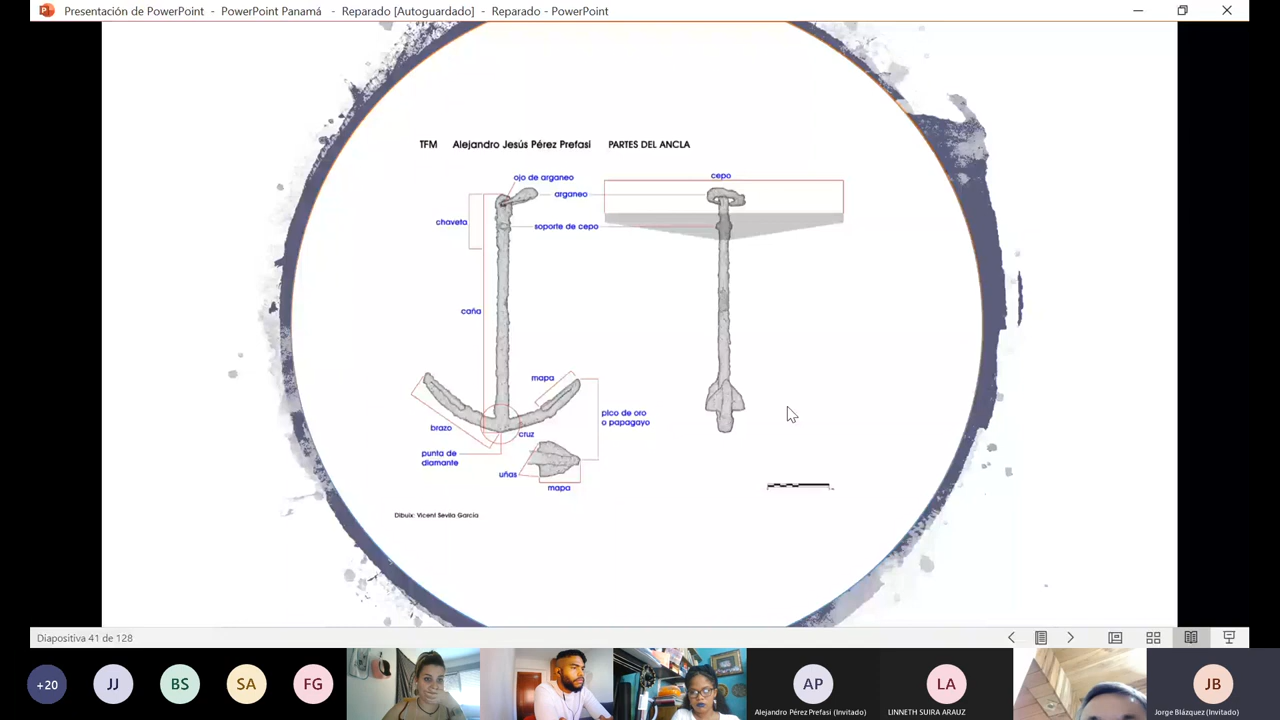 Presentación de PowerPoint - PowerPoint Panamá - Reparado [Autoguardado] - Reparado - PowerPoint
TFM Alejandro Jesús Pérez Prefasi PARTES DEL ANCLA
ojo de arganeo
cepo
arganeo
chaveta
soporte de cepo
caña
mapa
pico de oro
o papagayo
brazo
cruz
punta de
diamante
uñas
mapa
Dibuix: Vicent Sevila García
Diapositiva 41 de 128
+20
JJ
BS
SA
FG
AP
LA
JB
Alejandro Pérez Prefasi (Invitado)
LINNETH SUIRA ARAUZ
Jorge Blázquez (Invitado)